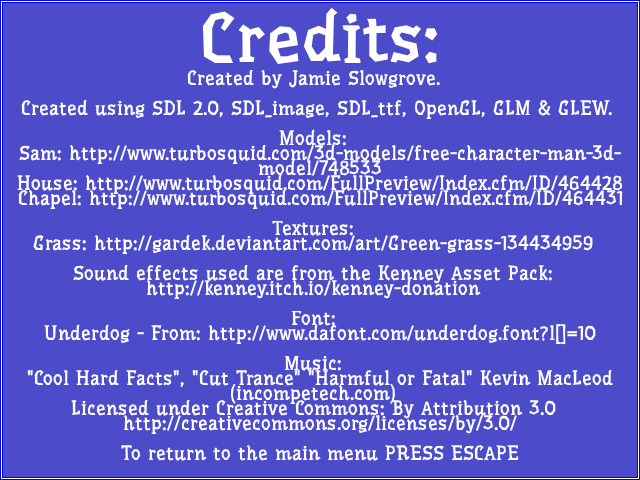 Credits:
Created by Jamie Slowgrove.
Created using SDL 2.0, SDL_image, SDL_ttf, OpenGL, GLM & GLEW.
Models:
Sam: http://www.turbosquid.com/3d-models/free-character-man-3d-
model/748533
House: http://www.turbosquid.com/FullPreview/Index.cfm/ID/464428
Chapel: http://www.turbosquid.com/FullPreview/Index.cfm/ID/464431
Textures:
Grass: http://gardek.deviantart.com/art/Green-grass-134434959
Sound effects used are from the Kenney Asset Pack:
http://kenney.itch.io/kenney-donation
Font:
Underdog - From: http://www.dafont.com/underdog.font?l[]=10
Music:
"Cool Hard Facts", "Cut Trance" "Harmful or Fatal" Kevin MacLeod
(incompetech.com)
Licensed under Creative Commons: By Attribution 3.0
http://creativecommons.org/licenses/by/3.0/
To return to the main menu PRESS ESCAPE